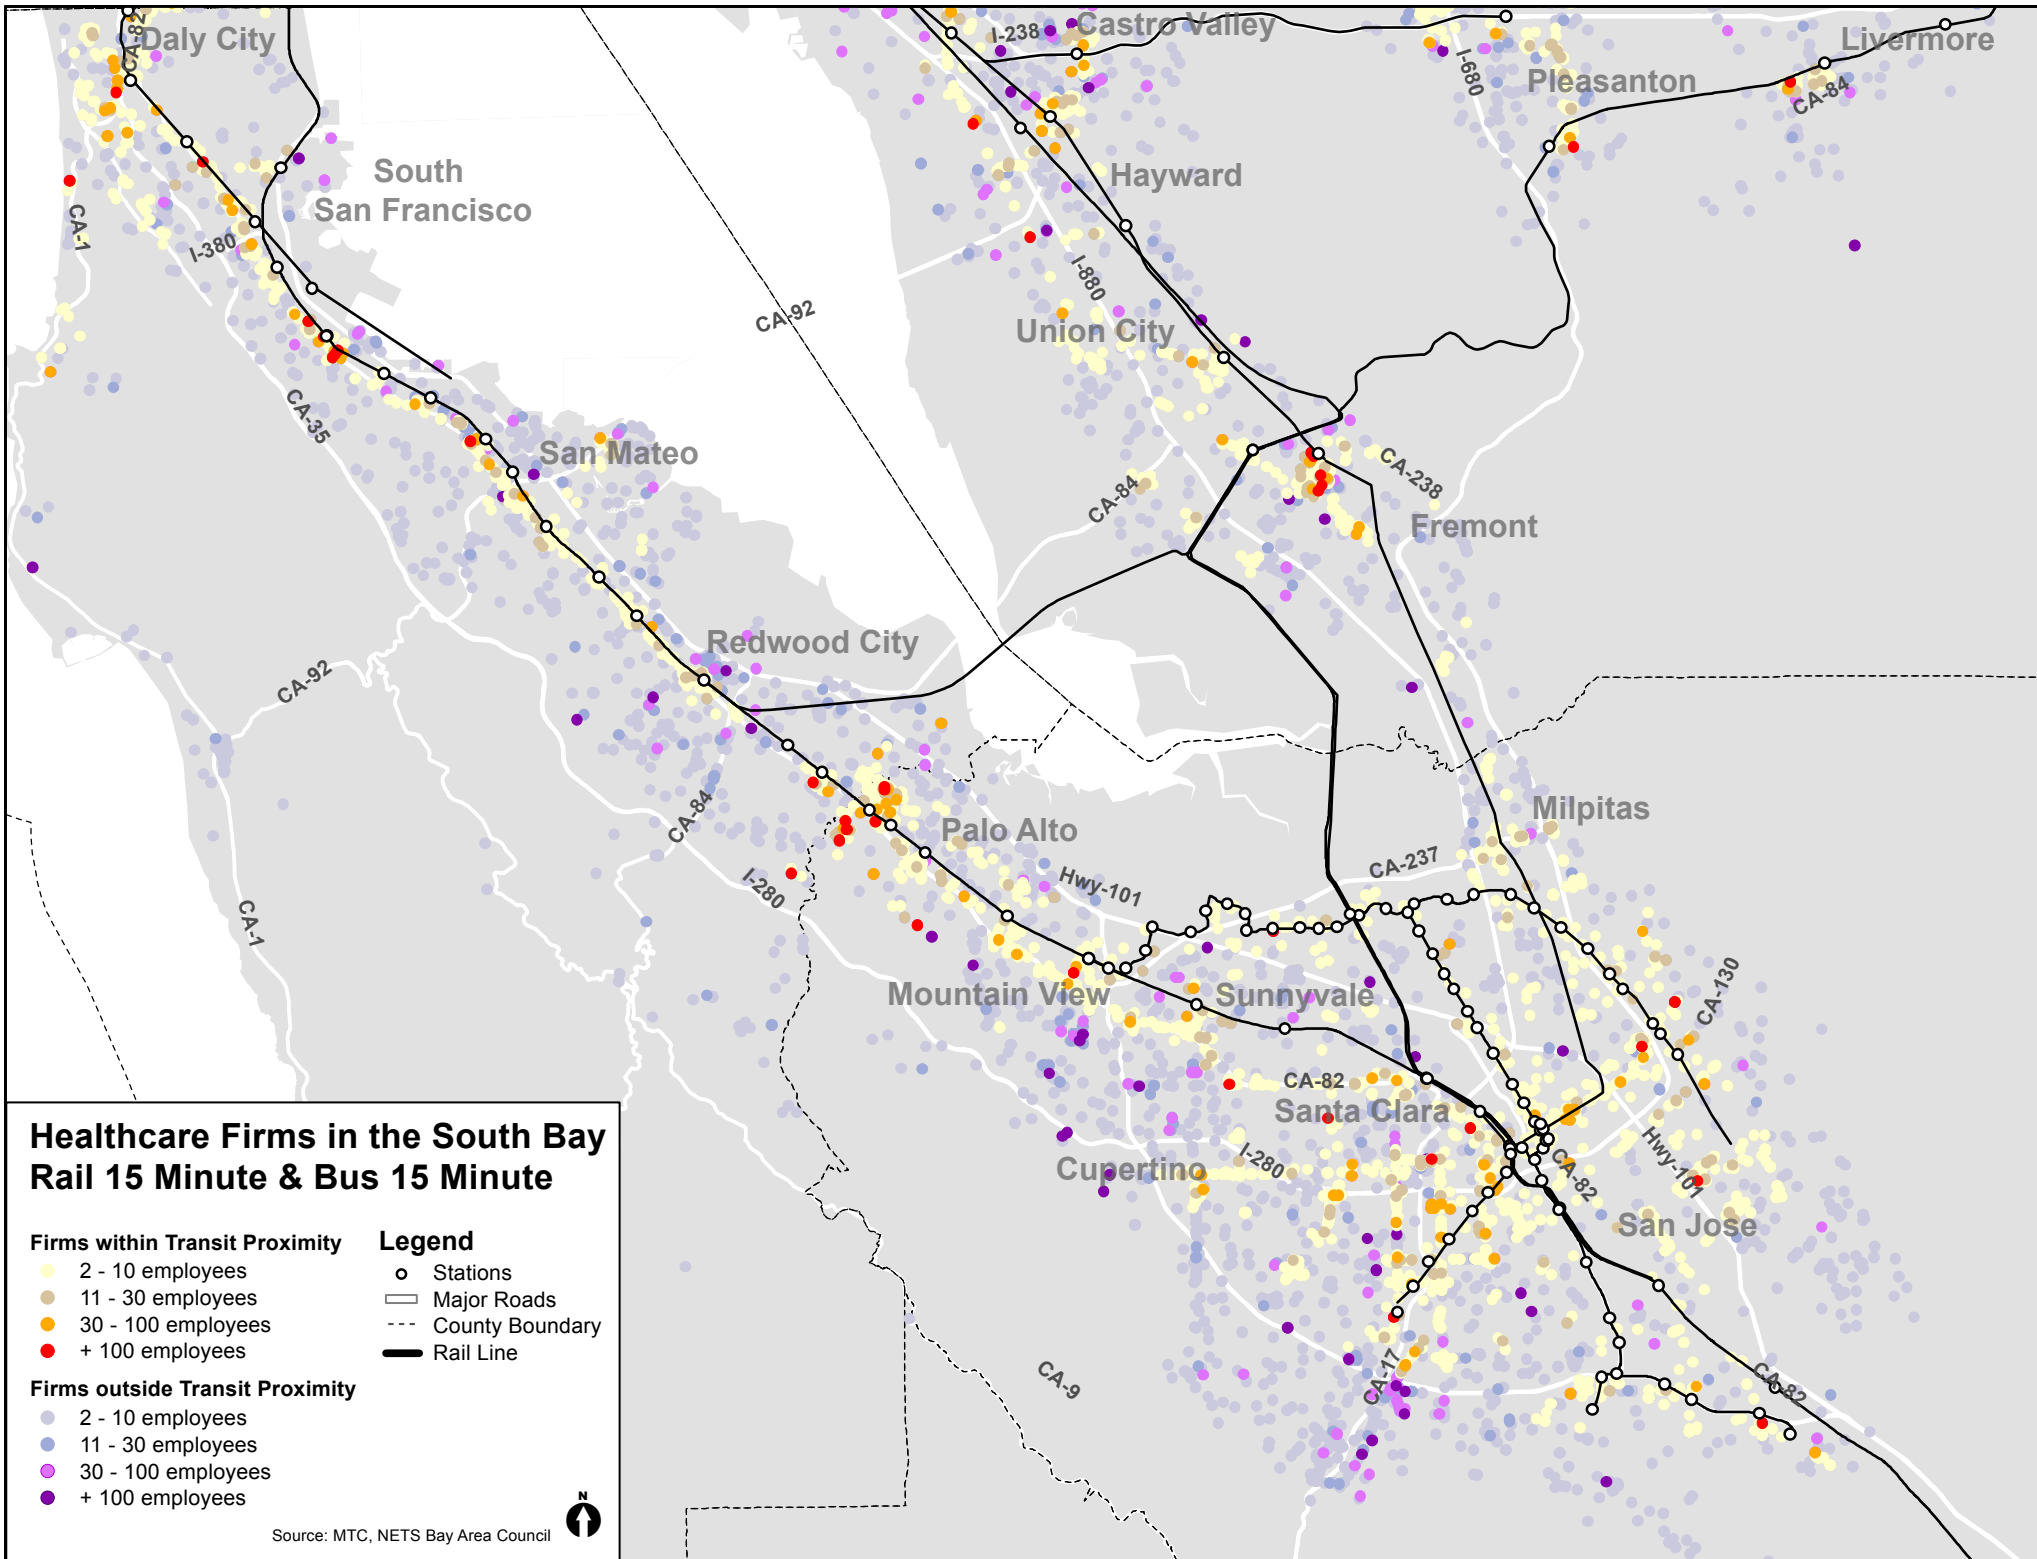 CA-82
Daly City
I-238
Castro Valley
I-680
Livermore
Pleasanton
CA-84
South
San Francisco
Hayward
CA-1
I-380
I-880
CA-92
Union City
CA-35
San Mateo
CA-84
CA-238
Fremont
Redwood City
CA-92
CA-84
Palo Alto
Milpitas
CA-237
I-280
Hwy-101
CA-1
Mountain View
Sunnyvale
CA-130
CA-82
Santa Clara
Cupertino
I-280
CA-82
Hwy-101
San Jose
CA-17
CA-9
CA-82
Healthcare Firms in the South Bay
Rail 15 Minute & Bus 15 Minute
Firms within Transit Proximity
2 - 10 employees
11 - 30 employees
30 - 100 employees
+ 100 employees
Firms outside Transit Proximity
2 - 10 employees
11 - 30 employees
30 - 100 employees
+ 100 employees
Legend
Stations
Major Roads
County Boundary
Rail Line
N
Source: MTC, NETS Bay Area Council